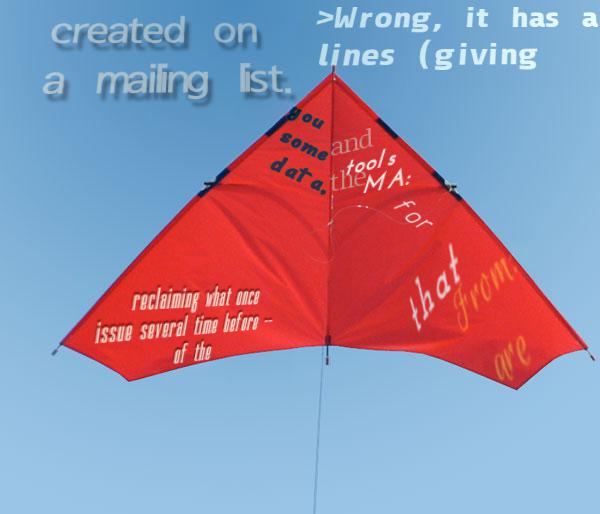 created on
a mailing list.
>Wrong, it has a
lines (giving
you
some
data,
and
the
tools
MA:
for
reclaiming what once
issue several time before –
of the
that
From:
are